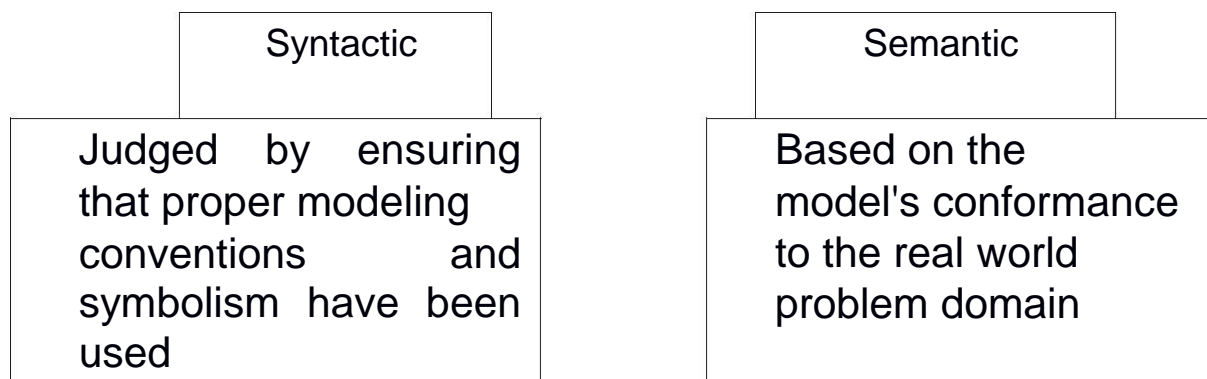 Syntactic
Judged by ensuring
that proper modeling
conventions and
symbolism have been
used
Semantic
Based on the
model's conformance
to the real world
problem domain